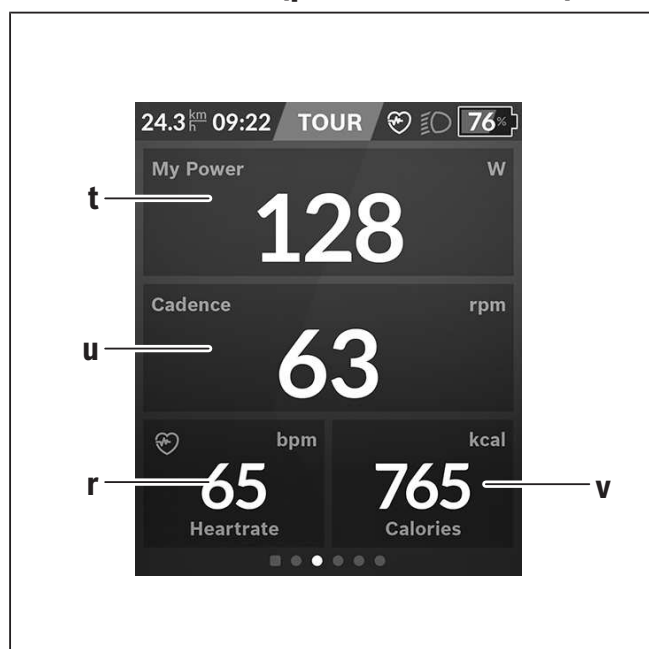 24.3 km/h 09:22 TOUR 76%
My Power W
t
128
Cadence rpm
u
63
bpm kcal
r 65 765 v
Heartrate Calories